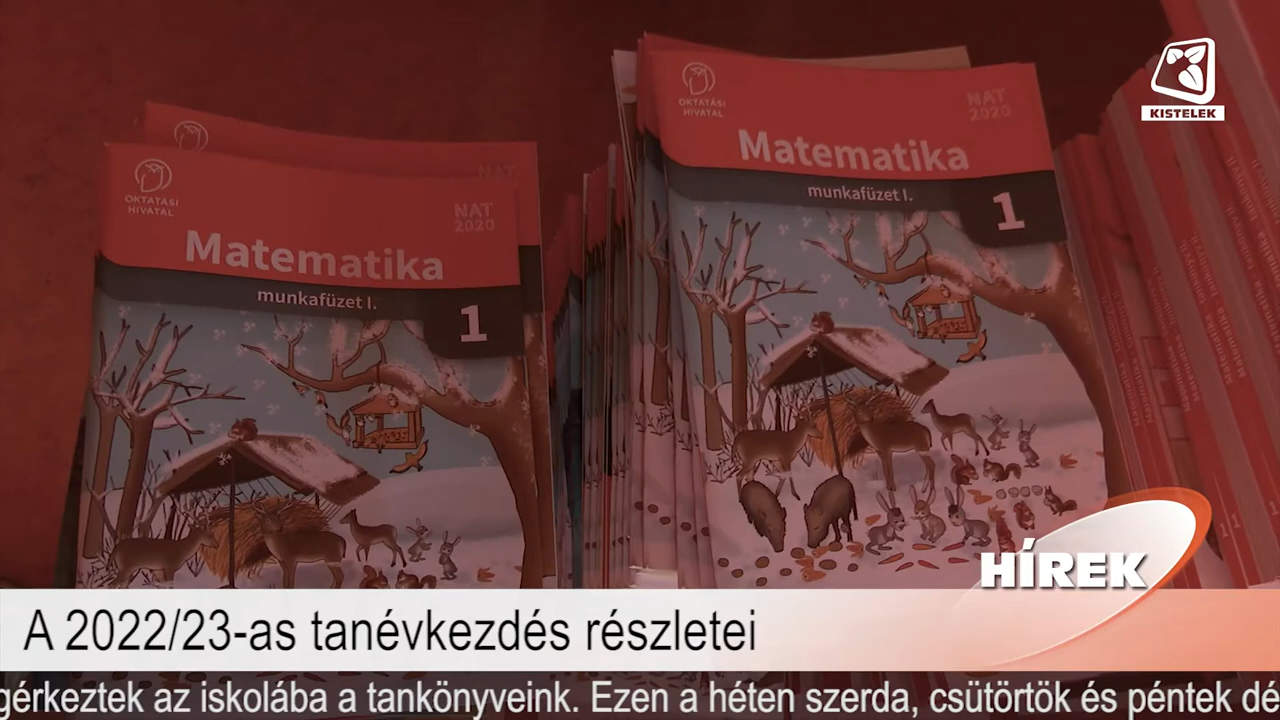 KISTELEK
OKTATÁSI
HIVATAL
NAT
2020
Matematika
munkafüzet I.
1
OKTATÁSI
HIVATAL
NAT
2020
Matematika
munkafüzet I.
1
NAT
HÍREK
A 2022/23-as tanévkezdés részletei
gérkeztek az iskolába a tankönyveink. Ezen a héten szerda, csütörtök és péntek dé